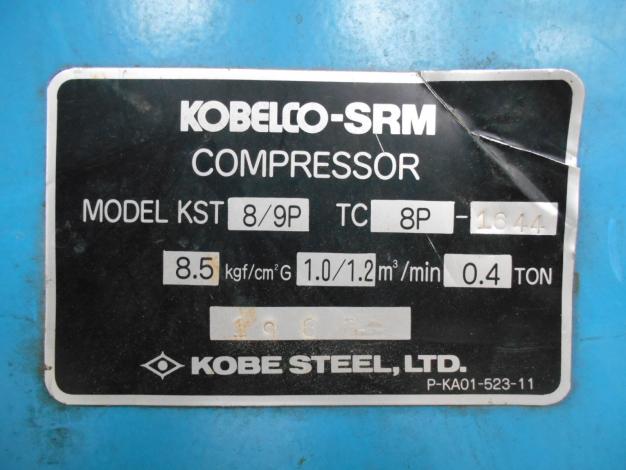 KOBELCO-SRM
COMPRESSOR
MODEL KST 8/9P TC 8P - 1644
8.5 kgf/cm²G 1.0/1.2 m³/min 0.4 TON
KOBE STEEL, LTD.
P-KA01-523-11